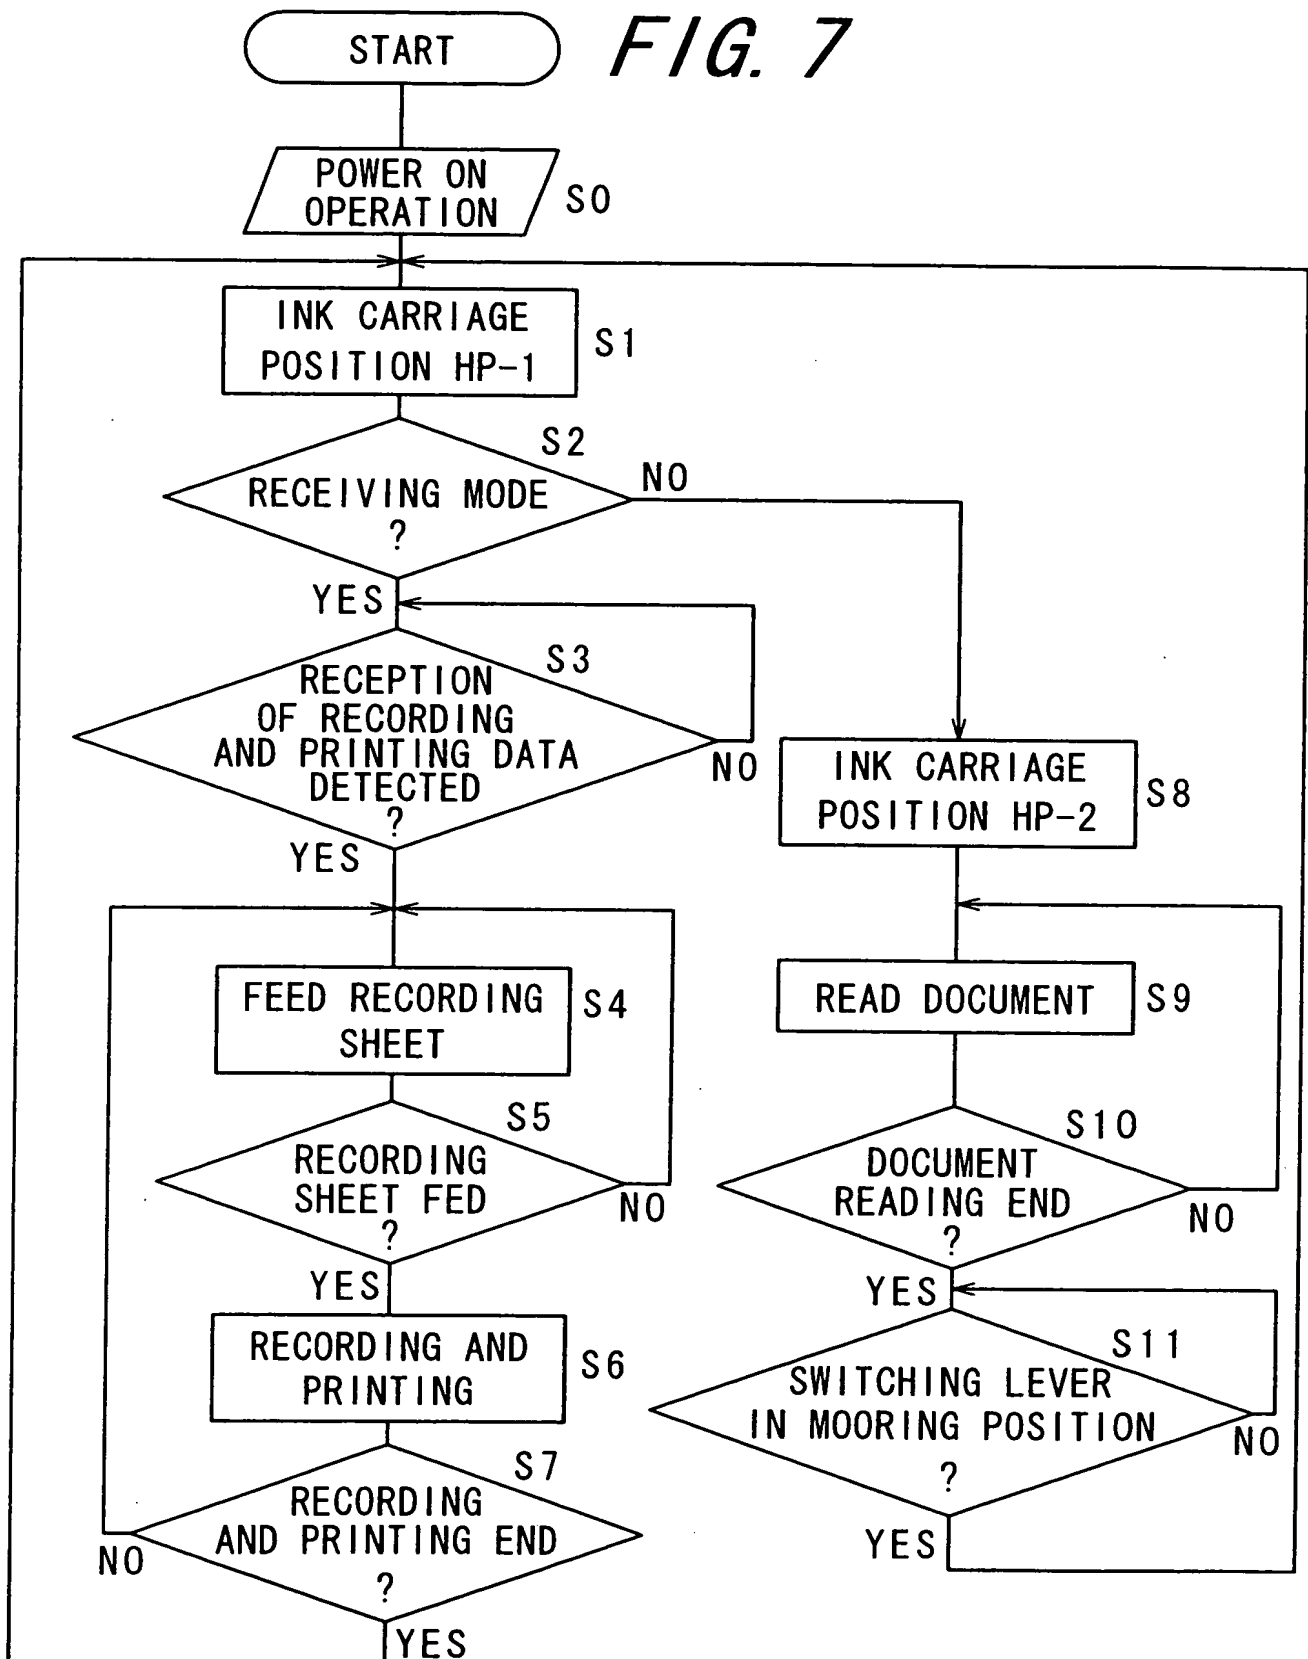 FIG. 7
START
POWER ON
OPERATION
S0
INK CARRIAGE
POSITION HP-1
S1
S2
RECEIVING MODE
?
NO
YES
S3
RECEPTION
OF RECORDING
AND PRINTING DATA
DETECTED
?
NO
YES
INK CARRIAGE
POSITION HP-2
S8
FEED RECORDING
SHEET
S4
READ DOCUMENT
S9
S5
RECORDING
SHEET FED
?
NO
YES
S10
DOCUMENT
READING END
?
NO
YES
RECORDING AND
PRINTING
S6
S11
SWITCHING LEVER
IN MOORING POSITION
?
NO
YES
S7
RECORDING
AND PRINTING END
?
NO
YES